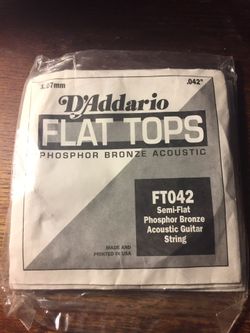 1.07mm .042"
D'Addario
FLAT TOPS
PHOSPHOR BRONZE ACOUSTIC
FT042
Semi-Flat
Phosphor Bronze
Acoustic Guitar
String
MADE AND
PRINTED IN USA